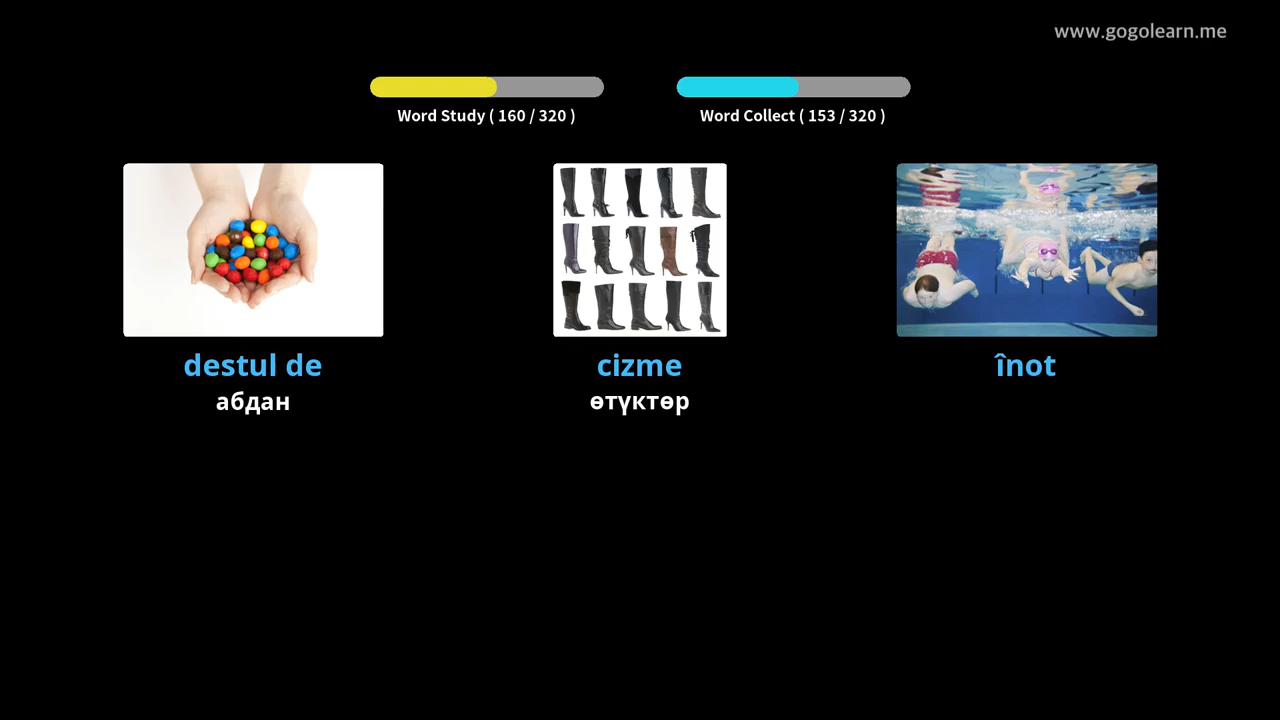 www.gogolearn.me
Word Study ( 160 / 320 )
Word Collect ( 153 / 320 )
destul de
абдан
cizme
өтүктөр
înot